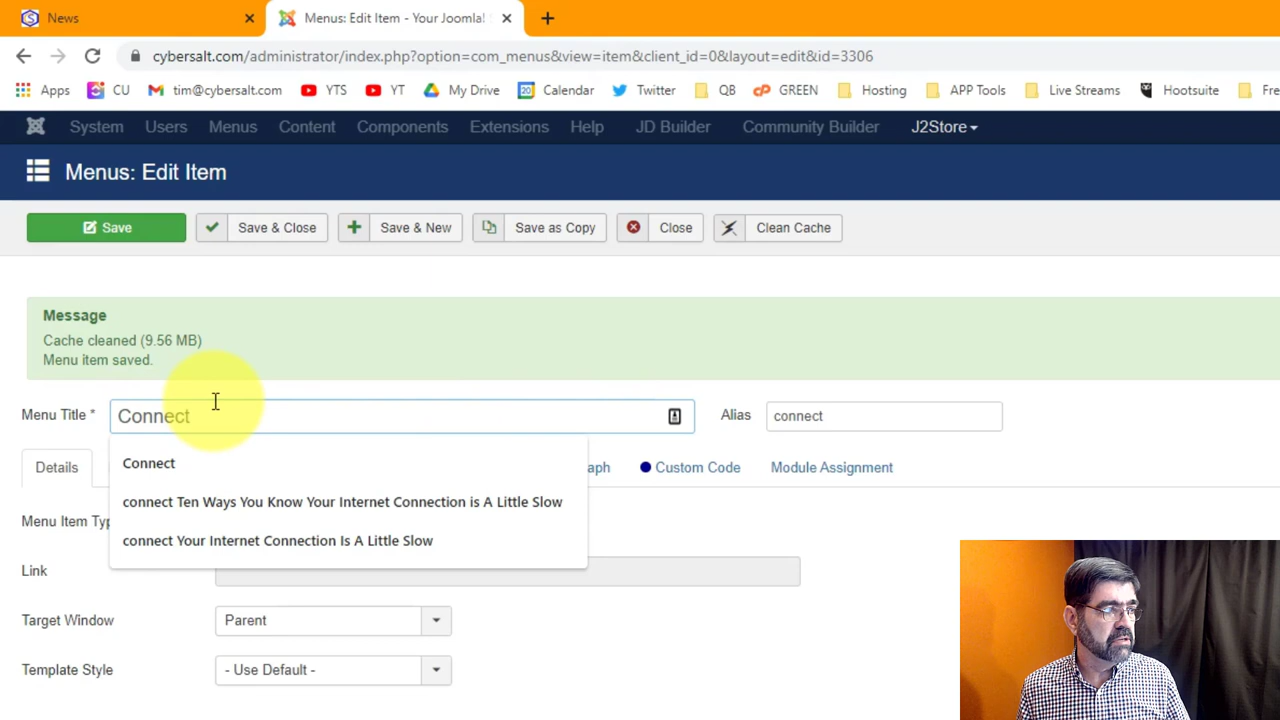 News
Menus: Edit Item - Your Joomla!
cybersalt.com/administrator/index.php?option=com_menus&view=item&client_id=0&layout=edit&id=3306
Apps CU tim@cybersalt.com YTS YT My Drive 20 Calendar Twitter QB cP GREEN Hosting APP Tools Live Streams Hootsuite Fre
System Users Menus Content Components Extensions Help JD Builder Community Builder J2Store
Menus: Edit Item
Save Save & Close Save & New Save as Copy Close Clean Cache
Message
Cache cleaned (9.56 MB)
Menu item saved.
Menu Title * Connect Alias connect
Connect
Details aph Custom Code Module Assignment
connect Ten Ways You Know Your Internet Connection is A Little Slow
Menu Item Typ
connect Your Internet Connection Is A Little Slow
Link
Target Window Parent
Template Style - Use Default -